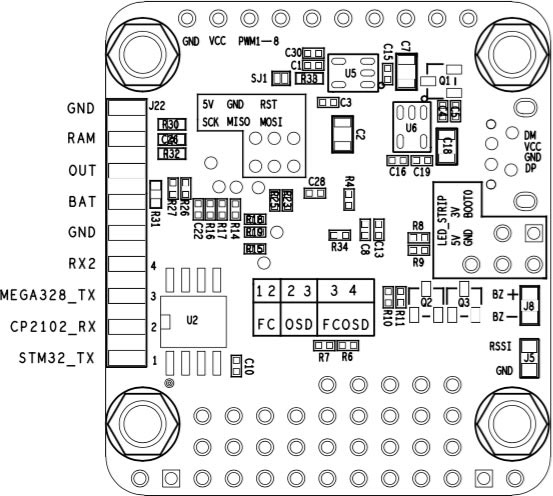 GND VCC PWM1-8
C30
C1
SJ1
R38
U5
C15
C7
Q1
C3
C4
C5
U6
C2
C18
C16
C19
J22
GND
RAM
OUT
BAT
GND
RX2
MEGA328_TX
CP2102_RX
STM32_TX
4
3
2
1
R30
R32
5V GND RST
SCK MISO MOSI
DM
VCC
GND
DP
R31
R27
R26
C22
R16
R17
R14
R25
R23
C28
R4
R18
R19
R15
R34
C8
C13
R8
R9
LED_STRIP
5V 3V
GND BOOT0
U2
C10
1 2 2 3 3 4
FC OSD FCOSD
R7 R6
R10
R11
Q2
Q3
BZ +
BZ -
J8
RSSI
J5
GND